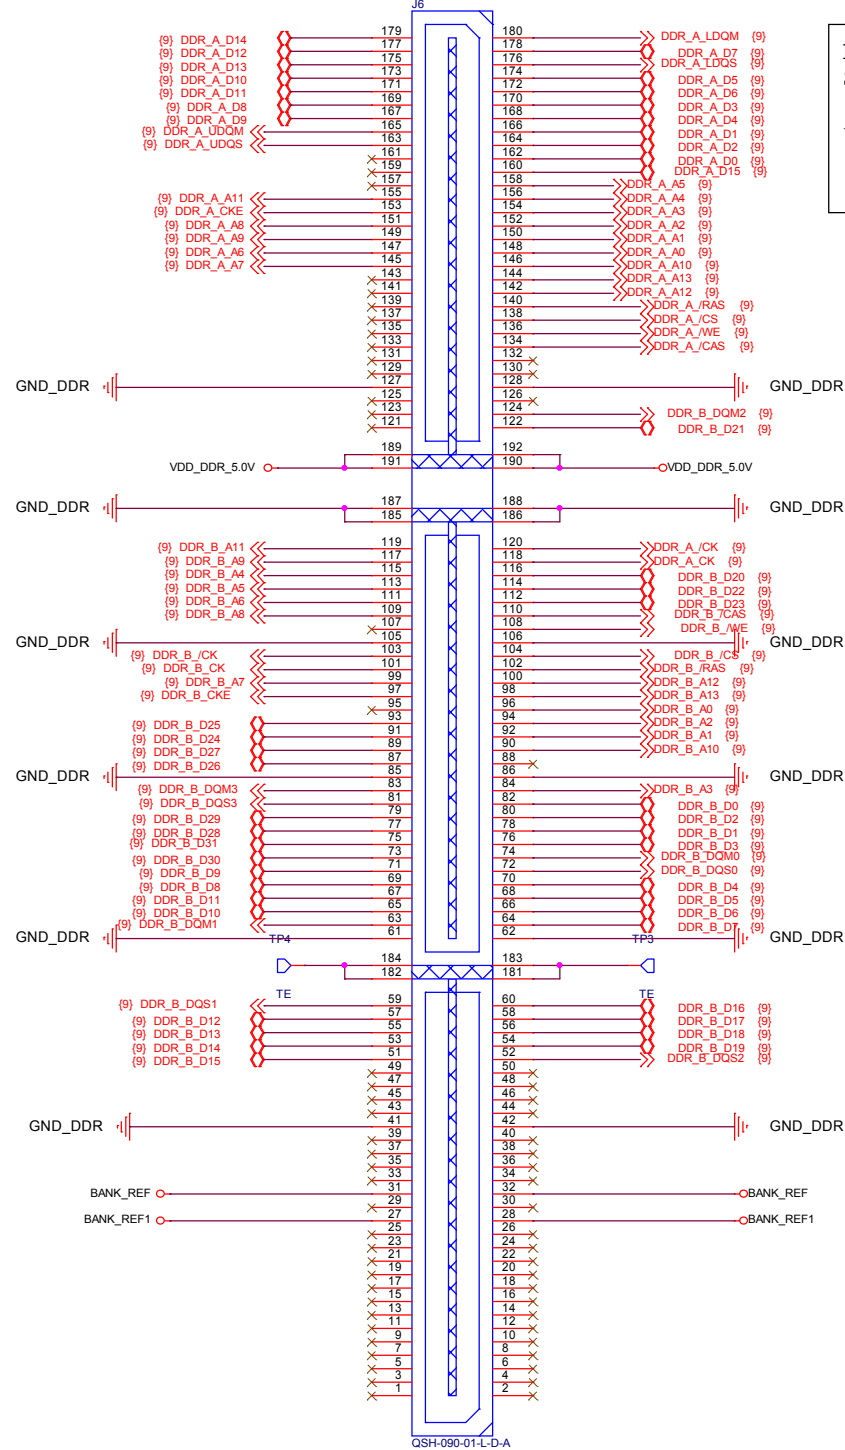 J6
{9} DDR_A_D14 179 180 DDR_A_LDQM {9}
{9} DDR_A_D12 177 178 DDR_A_D7 {9}
{9} DDR_A_D13 175 176 DDR_A_LDQS {9}
{9} DDR_A_D10 173 174 DDR_A_D5 {9}
{9} DDR_A_D11 171 172 DDR_A_D6 {9}
{9} DDR_A_D8 169 170 DDR_A_D3 {9}
{9} DDR_A_D9 167 168 DDR_A_D4 {9}
{9} DDR_A_UDQM 165 166 DDR_A_D1 {9}
{9} DDR_A_UDQS 163 164 DDR_A_D2 {9}
161 162 DDR_A_D0 {9}
159 160 DDR_A_D15 {9}
157 158 DDR_A_A5 {9}
{9} DDR_A_A11 155 156 DDR_A_A4 {9}
{9} DDR_A_CKE 153 154 DDR_A_A3 {9}
{9} DDR_A_A8 151 152 DDR_A_A2 {9}
{9} DDR_A_A9 149 150 DDR_A_A1 {9}
{9} DDR_A_A6 147 148 DDR_A_A0 {9}
{9} DDR_A_A7 145 146 DDR_A_A10 {9}
143 144 DDR_A_A13 {9}
141 142 DDR_A_A12 {9}
139 140 DDR_A_/RAS {9}
137 138 DDR_A_/CS {9}
135 136 DDR_A_/WE {9}
133 134 DDR_A_/CAS {9}
131 132
129 130
GND_DDR 127 128 GND_DDR
125 126
123 124 DDR_B_DQM2 {9}
121 122 DDR_B_D21 {9}
189 192
VDD_DDR_5.0V 191 190 VDD_DDR_5.0V
GND_DDR 187 188 GND_DDR
185 186
{9} DDR_B_A11 119 120 DDR_A_/CK {9}
{9} DDR_B_A9 117 118 DDR_A_CK {9}
{9} DDR_B_A4 115 116 DDR_B_D20 {9}
{9} DDR_B_A5 113 114 DDR_B_D22 {9}
{9} DDR_B_A6 111 112 DDR_B_D23 {9}
{9} DDR_B_A8 109 110 DDR_B_/CAS {9}
107 108 DDR_B_/WE {9}
GND_DDR 105 106 GND_DDR
{9} DDR_B_/CK 103 104 DDR_B_/CS {9}
{9} DDR_B_CK 101 102 DDR_B_/RAS {9}
{9} DDR_B_A7 99 100 DDR_B_A12 {9}
{9} DDR_B_CKE 97 98 DDR_B_A13 {9}
95 96 DDR_B_A0 {9}
{9} DDR_B_D25 93 94 DDR_B_A2 {9}
{9} DDR_B_D24 91 92 DDR_B_A1 {9}
{9} DDR_B_D27 89 90 DDR_B_A10 {9}
{9} DDR_B_D26 87 88
GND_DDR 85 86 GND_DDR
{9} DDR_B_DQM3 83 84 DDR_B_A3 {9}
{9} DDR_B_DQS3 81 82 DDR_B_D0 {9}
{9} DDR_B_D29 79 80 DDR_B_D2 {9}
{9} DDR_B_D28 77 78 DDR_B_D1 {9}
{9} DDR_B_D31 75 76 DDR_B_D3 {9}
{9} DDR_B_D30 73 74 DDR_B_DQM0 {9}
{9} DDR_B_D9 71 72 DDR_B_DQS0 {9}
{9} DDR_B_D8 69 70 DDR_B_D4 {9}
{9} DDR_B_D11 67 68 DDR_B_D5 {9}
{9} DDR_B_D10 65 66 DDR_B_D6 {9}
{9} DDR_B_DQM1 63 64 DDR_B_D7 {9}
GND_DDR 61 62 GND_DDR
TP4 TP3
184 183
182 181
TE TE
{9} DDR_B_DQS1 59 60 DDR_B_D16 {9}
{9} DDR_B_D12 57 58 DDR_B_D17 {9}
{9} DDR_B_D13 55 56 DDR_B_D18 {9}
{9} DDR_B_D14 53 54 DDR_B_D19 {9}
{9} DDR_B_D15 51 52 DDR_B_DQS2 {9}
49 50
47 48
45 46
43 44
GND_DDR 41 42 GND_DDR
39 40
37 38
35 36
33 34
BANK_REF 31 32 BANK_REF
29 30
BANK_REF1 27 28 BANK_REF1
25 26
23 24
21 22
19 20
17 18
15 16
13 14
11 12
9 10
7 8
5 6
3 4
1 2
QSH-090-01-L-D-A